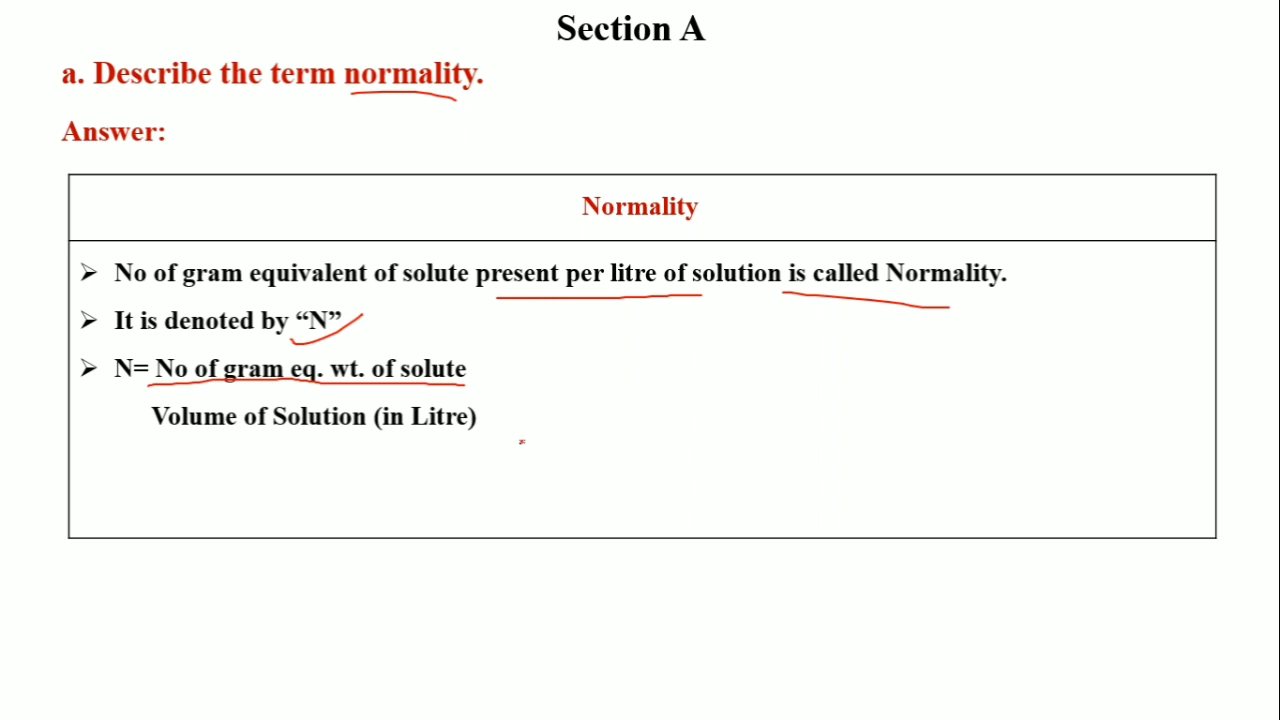 Section A
a. Describe the term normality.
Answer:
Normality
➢ No of gram equivalent of solute present per litre of solution is called Normality.
➢ It is denoted by “N”
➢ N= No of gram eq. wt. of solute
Volume of Solution (in Litre)